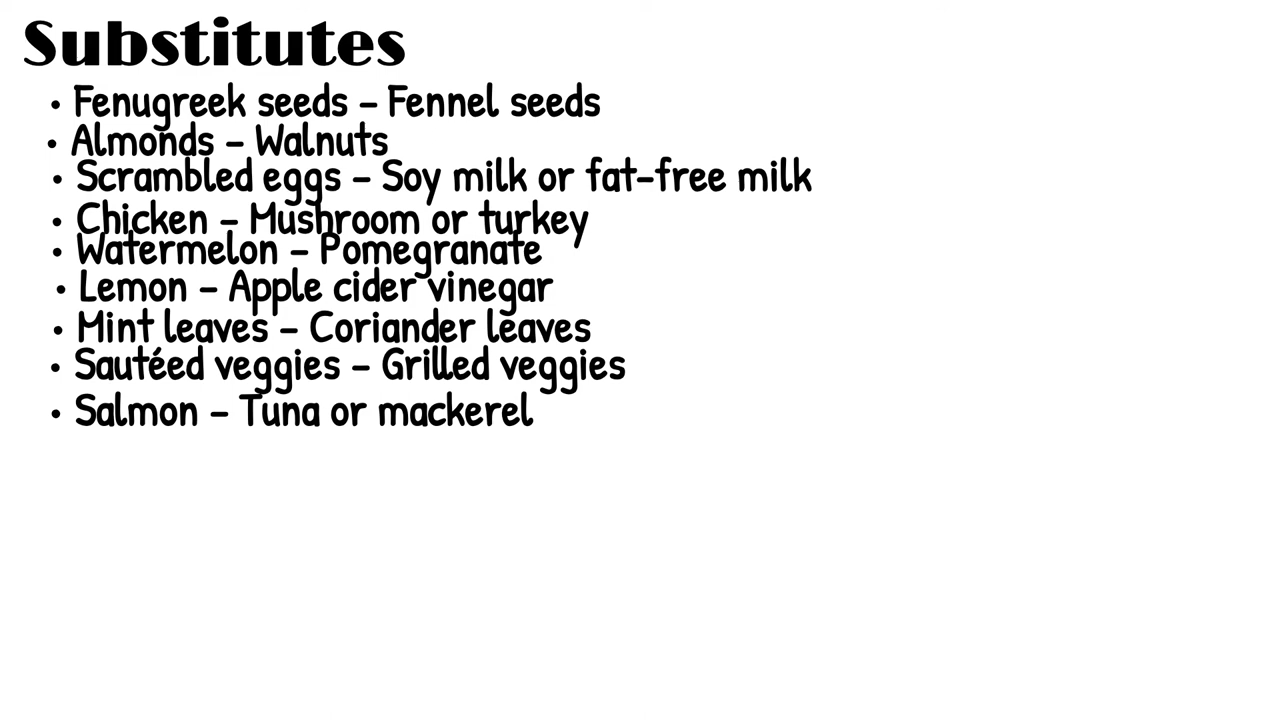 Substitutes
• Fenugreek seeds – Fennel seeds
• Almonds – Walnuts
• Scrambled eggs – Soy milk or fat-free milk
• Chicken – Mushroom or turkey
• Watermelon – Pomegranate
• Lemon – Apple cider vinegar
• Mint leaves – Coriander leaves
• Sautéed veggies – Grilled veggies
• Salmon – Tuna or mackerel